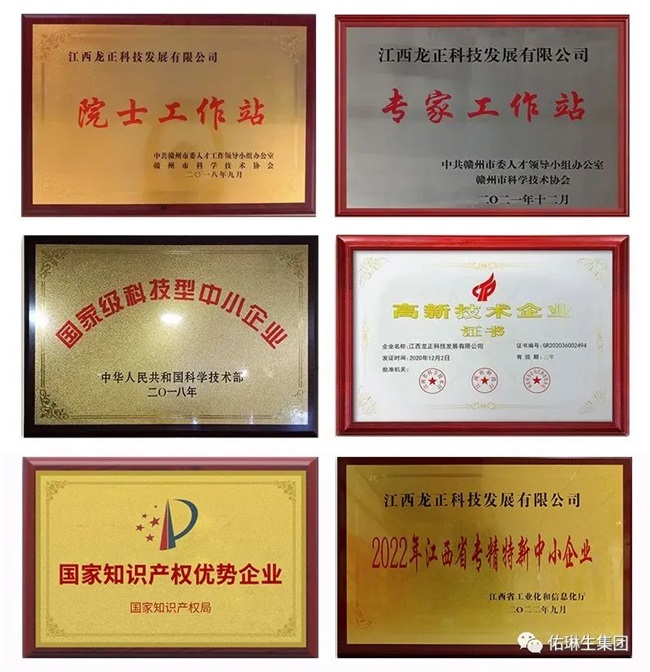 江西龙正科技发展有限公司
院士工作站
中共赣州市委人才工作领导小组办公室
赣州市科学技术协会
二〇一八年九月
江西龙正科技发展有限公司
专家工作站
中共赣州市委人才领导小组办公室
赣州市科学技术协会
二〇二一年十二月
国家级科技型中小企业
中华人民共和国科学技术部
二〇一八年
高新技术企业
证书
企业名称:江西龙正科技发展有限公司
证书编号:GR202036002494
发证时间:2020年12月2日
有效期:三年
批准机关:
国家知识产权优势企业
国家知识产权局
江西龙正科技发展有限公司
2022年江西省专精特新中小企业
江西省工业化和信息化厅
二〇二二年九月
佑琳生集团